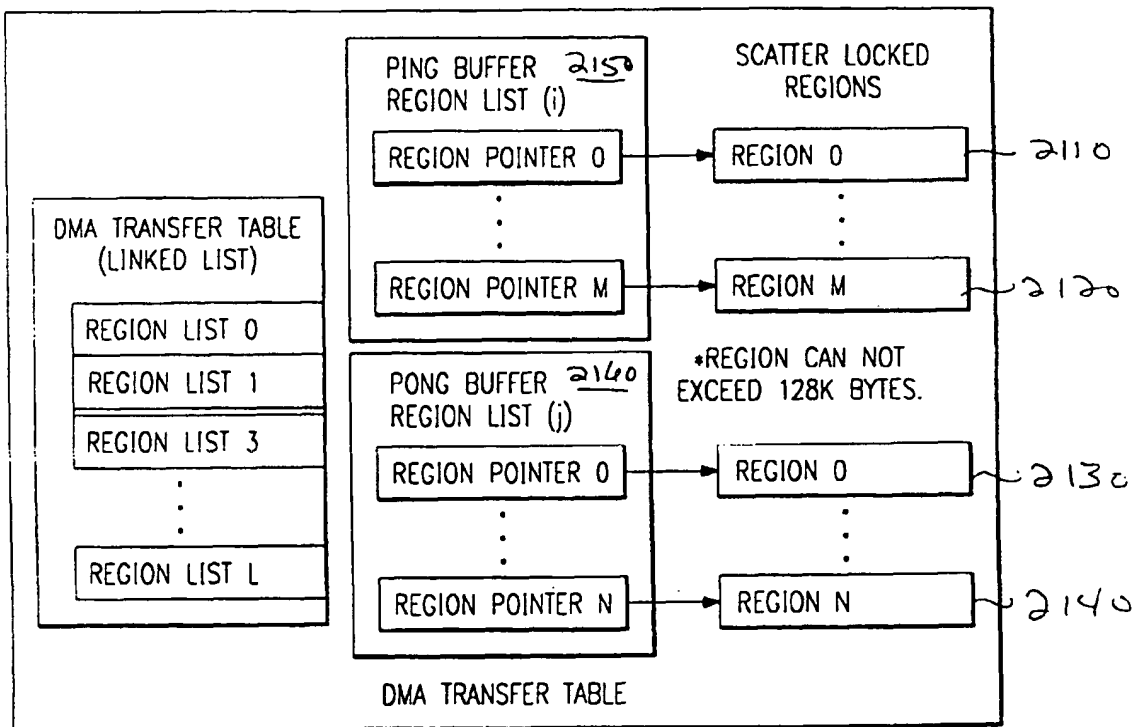 DMA TRANSFER TABLE
(LINKED LIST)
REGION LIST 0
REGION LIST 1
REGION LIST 3
REGION LIST L
PING BUFFER 2150
REGION LIST (i)
REGION POINTER 0
REGION POINTER M
PONG BUFFER 2160
REGION LIST (j)
REGION POINTER 0
REGION POINTER N
SCATTER LOCKED
REGIONS
REGION 0
2110
REGION M
2120
*REGION CAN NOT
EXCEED 128K BYTES.
REGION 0
2130
REGION N
2140
DMA TRANSFER TABLE